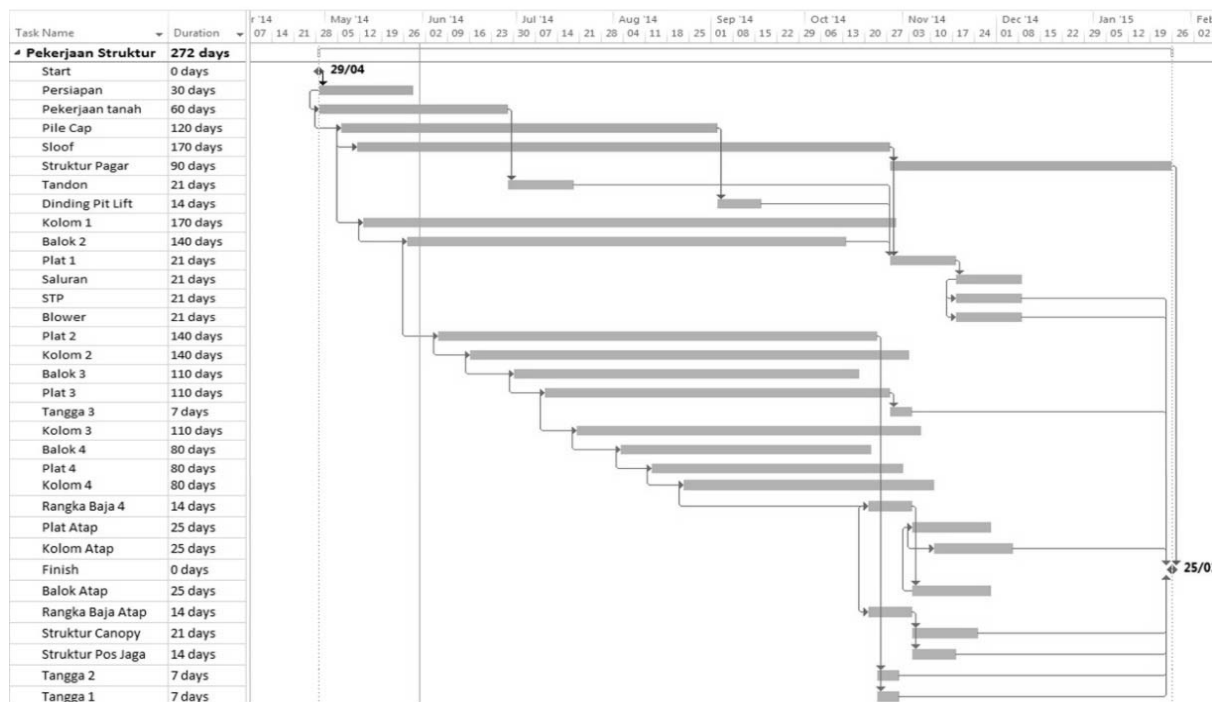 r '14 May '14 Jun '14 Jul '14 Aug '14 Sep '14 Oct '14 Nov '14 Dec '14 Jan '15 Feb
Task Name Duration 07 14 21 28 05 12 19 26 02 09 16 23 30 07 14 21 28 04 11 18 25 01 08 15 22 29 06 13 20 27 03 10 17 24 01 08 15 22 29 05 12 19 26 02
Pekerjaan Struktur 272 days
Start 0 days 29/04
Persiapan 30 days
Pekerjaan tanah 60 days
Pile Cap 120 days
Sloof 170 days
Struktur Pagar 90 days
Tandon 21 days
Dinding Pit Lift 14 days
Kolom 1 170 days
Balok 2 140 days
Plat 1 21 days
Saluran 21 days
STP 21 days
Blower 21 days
Plat 2 140 days
Kolom 2 140 days
Balok 3 110 days
Plat 3 110 days
Tangga 3 7 days
Kolom 3 110 days
Balok 4 80 days
Plat 4 80 days
Kolom 4 80 days
Rangka Baja 4 14 days
Plat Atap 25 days
Kolom Atap 25 days
Finish 0 days 25/0
Balok Atap 25 days
Rangka Baja Atap 14 days
Struktur Canopy 21 days
Struktur Pos Jaga 14 days
Tangga 2 7 days
Tangga 1 7 days